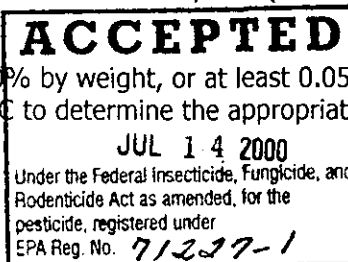 ACCEPTED
% by weight, or at least 0.05
to determine the appropriat
JUL 14 2000
Under the Federal Insecticide, Fungicide, and
Rodenticide Act as amended, for the
pesticide, registered under
EPA Reg. No. 71227-1